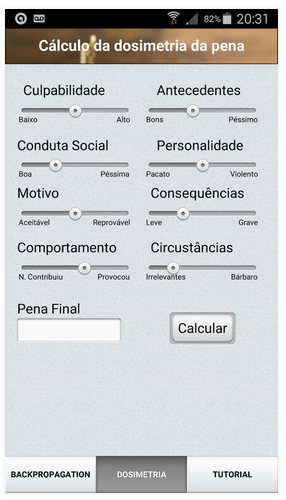 82% 20:31
Cálculo da dosimetria da pena
Culpabilidade Antecedentes
Baixo Alto Bons Péssimo
Conduta Social Personalidade
Boa Péssima Pacato Violento
Motivo Consequências
Aceitável Reprovável Leve Grave
Comportamento Circustâncias
N. Contribuiu Provocou Irrelevantes Bárbaro
Pena Final
Calcular
BACKPROPAGATION DOSIMETRIA TUTORIAL